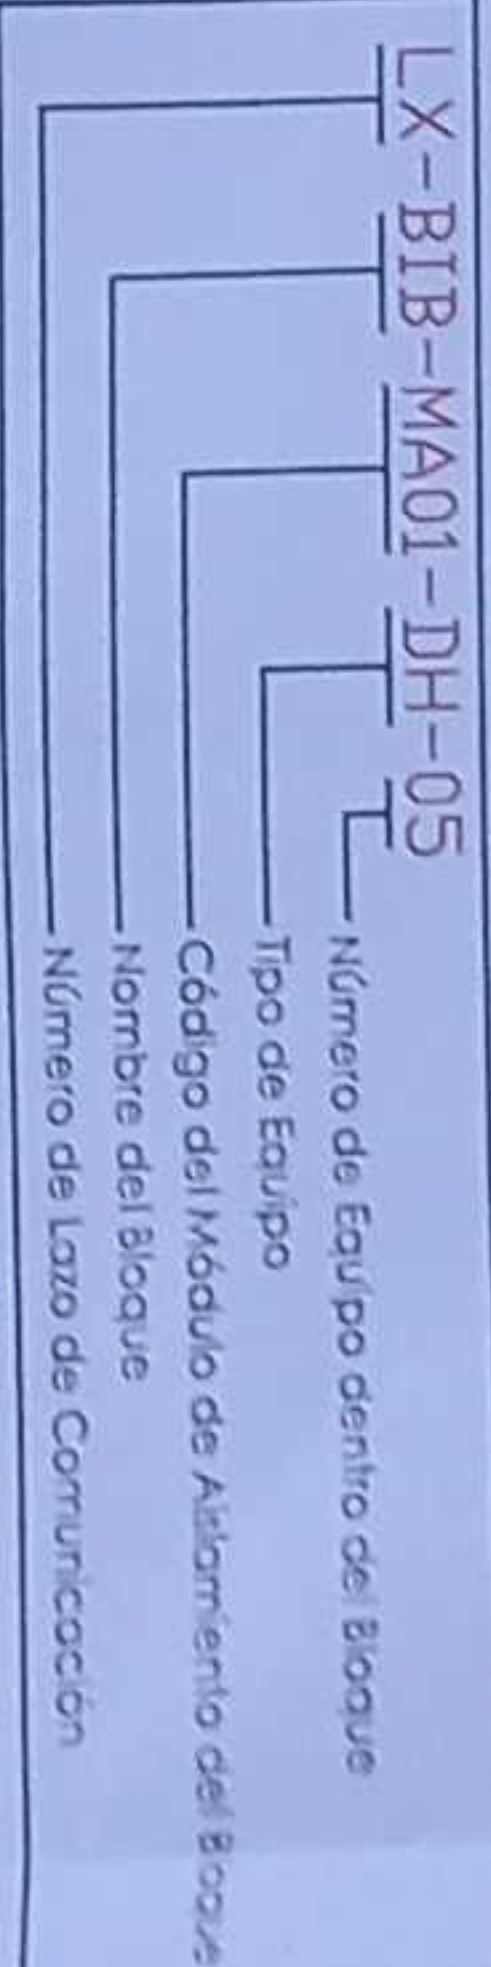 LX-BIB-MA01-DH-05
Número de Equipo dentro del Bloque
Tipo de Equipo
Código del Módulo de Aislamiento del Bloque
Nombre del Bloque
Número de Lazo de Comunicación